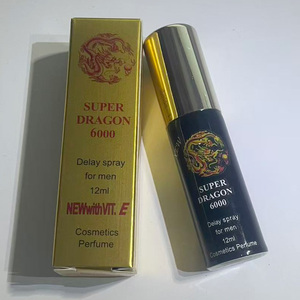 SUPER
DRAGON
6000
Delay spray
for men
12ml
NEWwithVIT. E
Cosmetics
Perfume
SUPER
DRAGON
6000
Delay spray
for men
12ml
Cosmetics Perfume